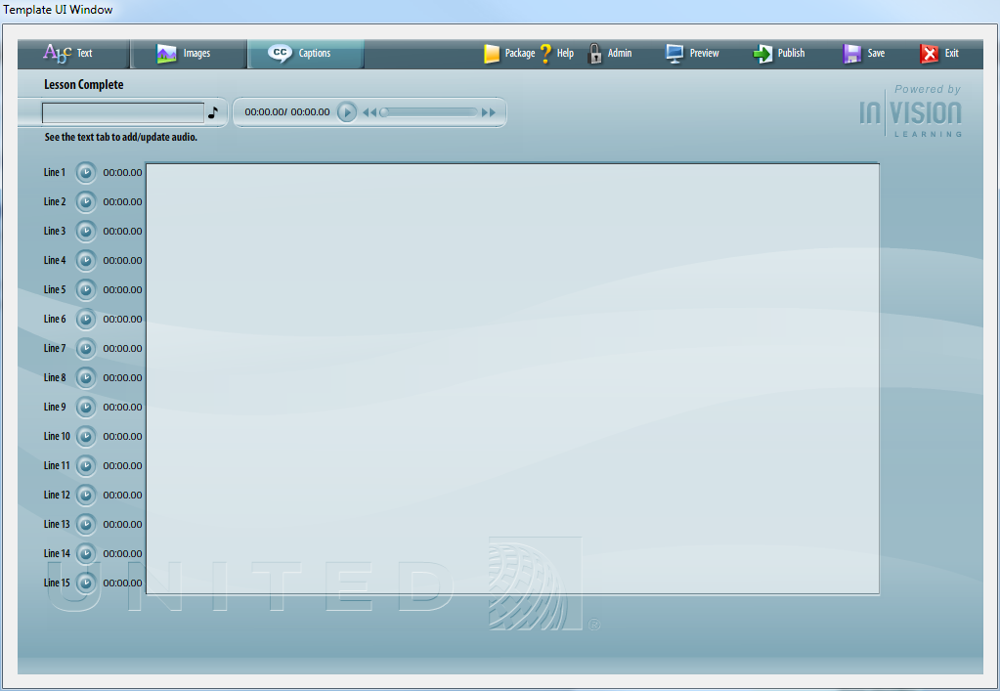 Template UI Window
Abc Text Images CC Captions Package ? Help Admin Preview Publish Save Exit
Lesson Complete
Powered by
IN VISION
LEARNING
00:00.00/ 00:00.00
See the text tab to add/update audio.
Line 1 00:00.00
Line 2 00:00.00
Line 3 00:00.00
Line 4 00:00.00
Line 5 00:00.00
Line 6 00:00.00
Line 7 00:00.00
Line 8 00:00.00
Line 9 00:00.00
Line 10 00:00.00
Line 11 00:00.00
Line 12 00:00.00
Line 13 00:00.00
Line 14 00:00.00
Line 15 00:00.00
UNITED ®